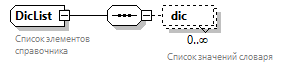 DicList
dic
0..∞
Список элементов
справочника
Список значений словаря